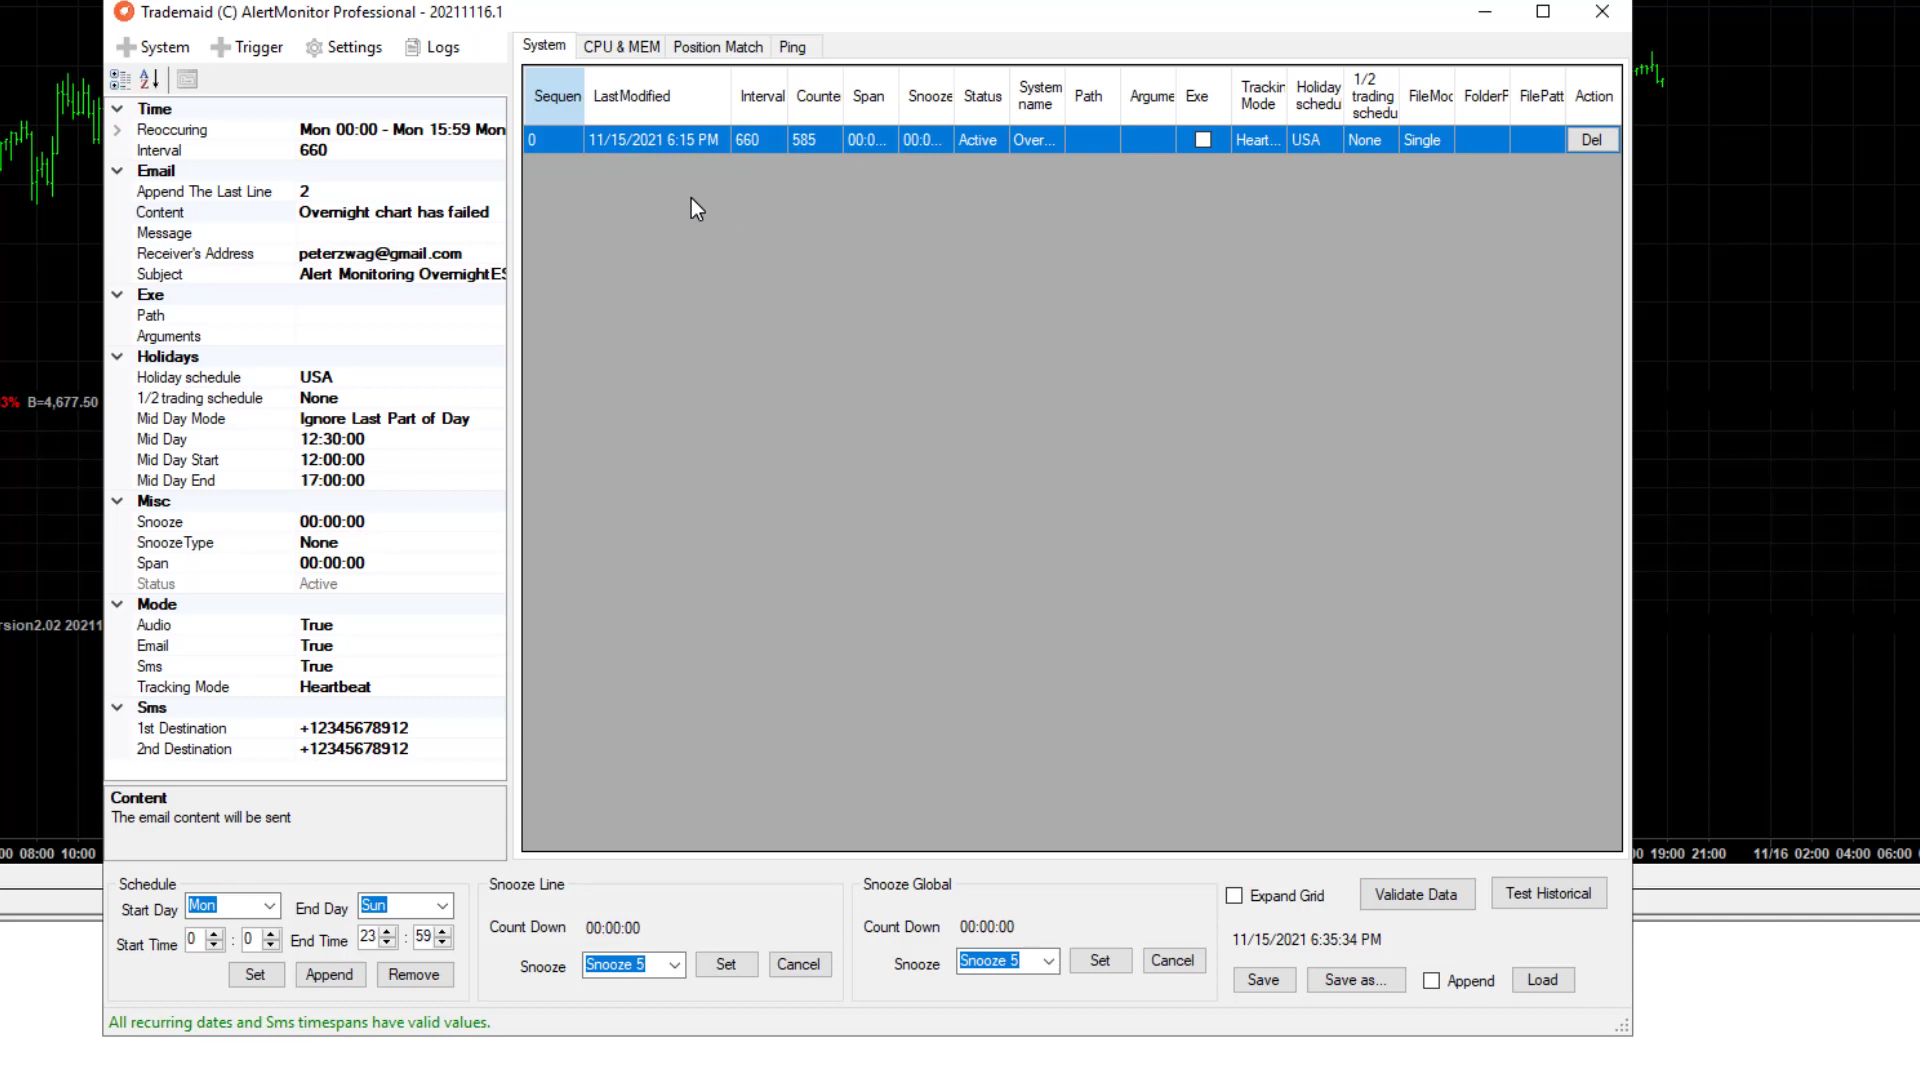 Trademaid (C) AlertMonitor Professional - 20211116.1
System Trigger Settings Logs
System CPU & MEM Position Match Ping
Time
Reoccuring Mon 00:00 - Mon 15:59 Mon
Interval 660
Email
Append The Last Line 2
Content Overnight chart has failed
Message
Receiver's Address peterzwag@gmail.com
Subject Alert Monitoring OvernightES
Exe
Path
Arguments
Holidays
Holiday schedule USA
1/2 trading schedule None
Mid Day Mode Ignore Last Part of Day
Mid Day 12:30:00
Mid Day Start 12:00:00
Mid Day End 17:00:00
Misc
Snooze 00:00:00
SnoozeType None
Span 00:00:00
Status Active
Mode
Audio True
Email True
Sms True
Tracking Mode Heartbeat
Sms
1st Destination +12345678912
2nd Destination +12345678912
Content
The email content will be sent
Sequen LastModified Interval Counte Span Snooze Status System name Path Argume Exe Trackin Mode Holiday schedu 1/2 trading schedu FileMod FolderF FilePatt Action
0 11/15/2021 6:15 PM 660 585 00:0... 00:0... Active Over... Heart... USA None Single Del
3% B=4,677.50
rsion2.02 20211
00 08:00 10:00
00 19:00 21:00 11/16 02:00 04:00 06:00
Schedule
Start Day Mon End Day Sun
Start Time 0 : 0 End Time 23 : 59
Set Append Remove
Snooze Line
Count Down 00:00:00
Snooze Snooze 5 Set Cancel
Snooze Global
Count Down 00:00:00
Snooze Snooze 5 Set Cancel
Expand Grid Validate Data Test Historical
11/15/2021 6:35:34 PM
Save Save as... Append Load
All recurring dates and Sms timespans have valid values.